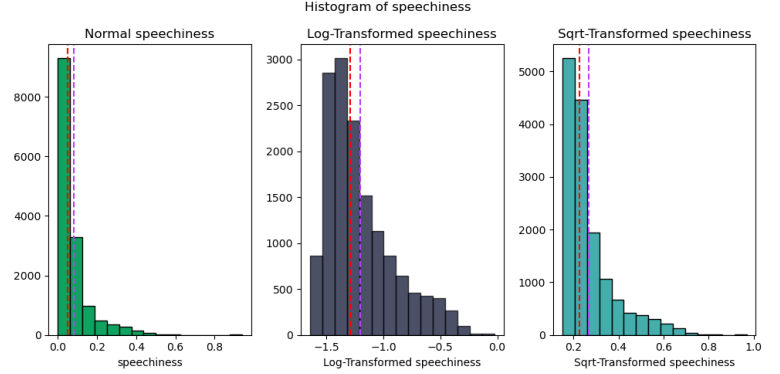 Histogram of speechiness
Normal speechiness
8000
6000
4000
2000
0
0.0 0.2 0.4 0.6 0.8
speechiness
Log-Transformed speechiness
3000
2500
2000
1500
1000
500
0
−1.5 −1.0 −0.5 0.0
Log-Transformed speechiness
Sqrt-Transformed speechiness
5000
4000
3000
2000
1000
0
0.2 0.4 0.6 0.8 1.0
Sqrt-Transformed speechiness